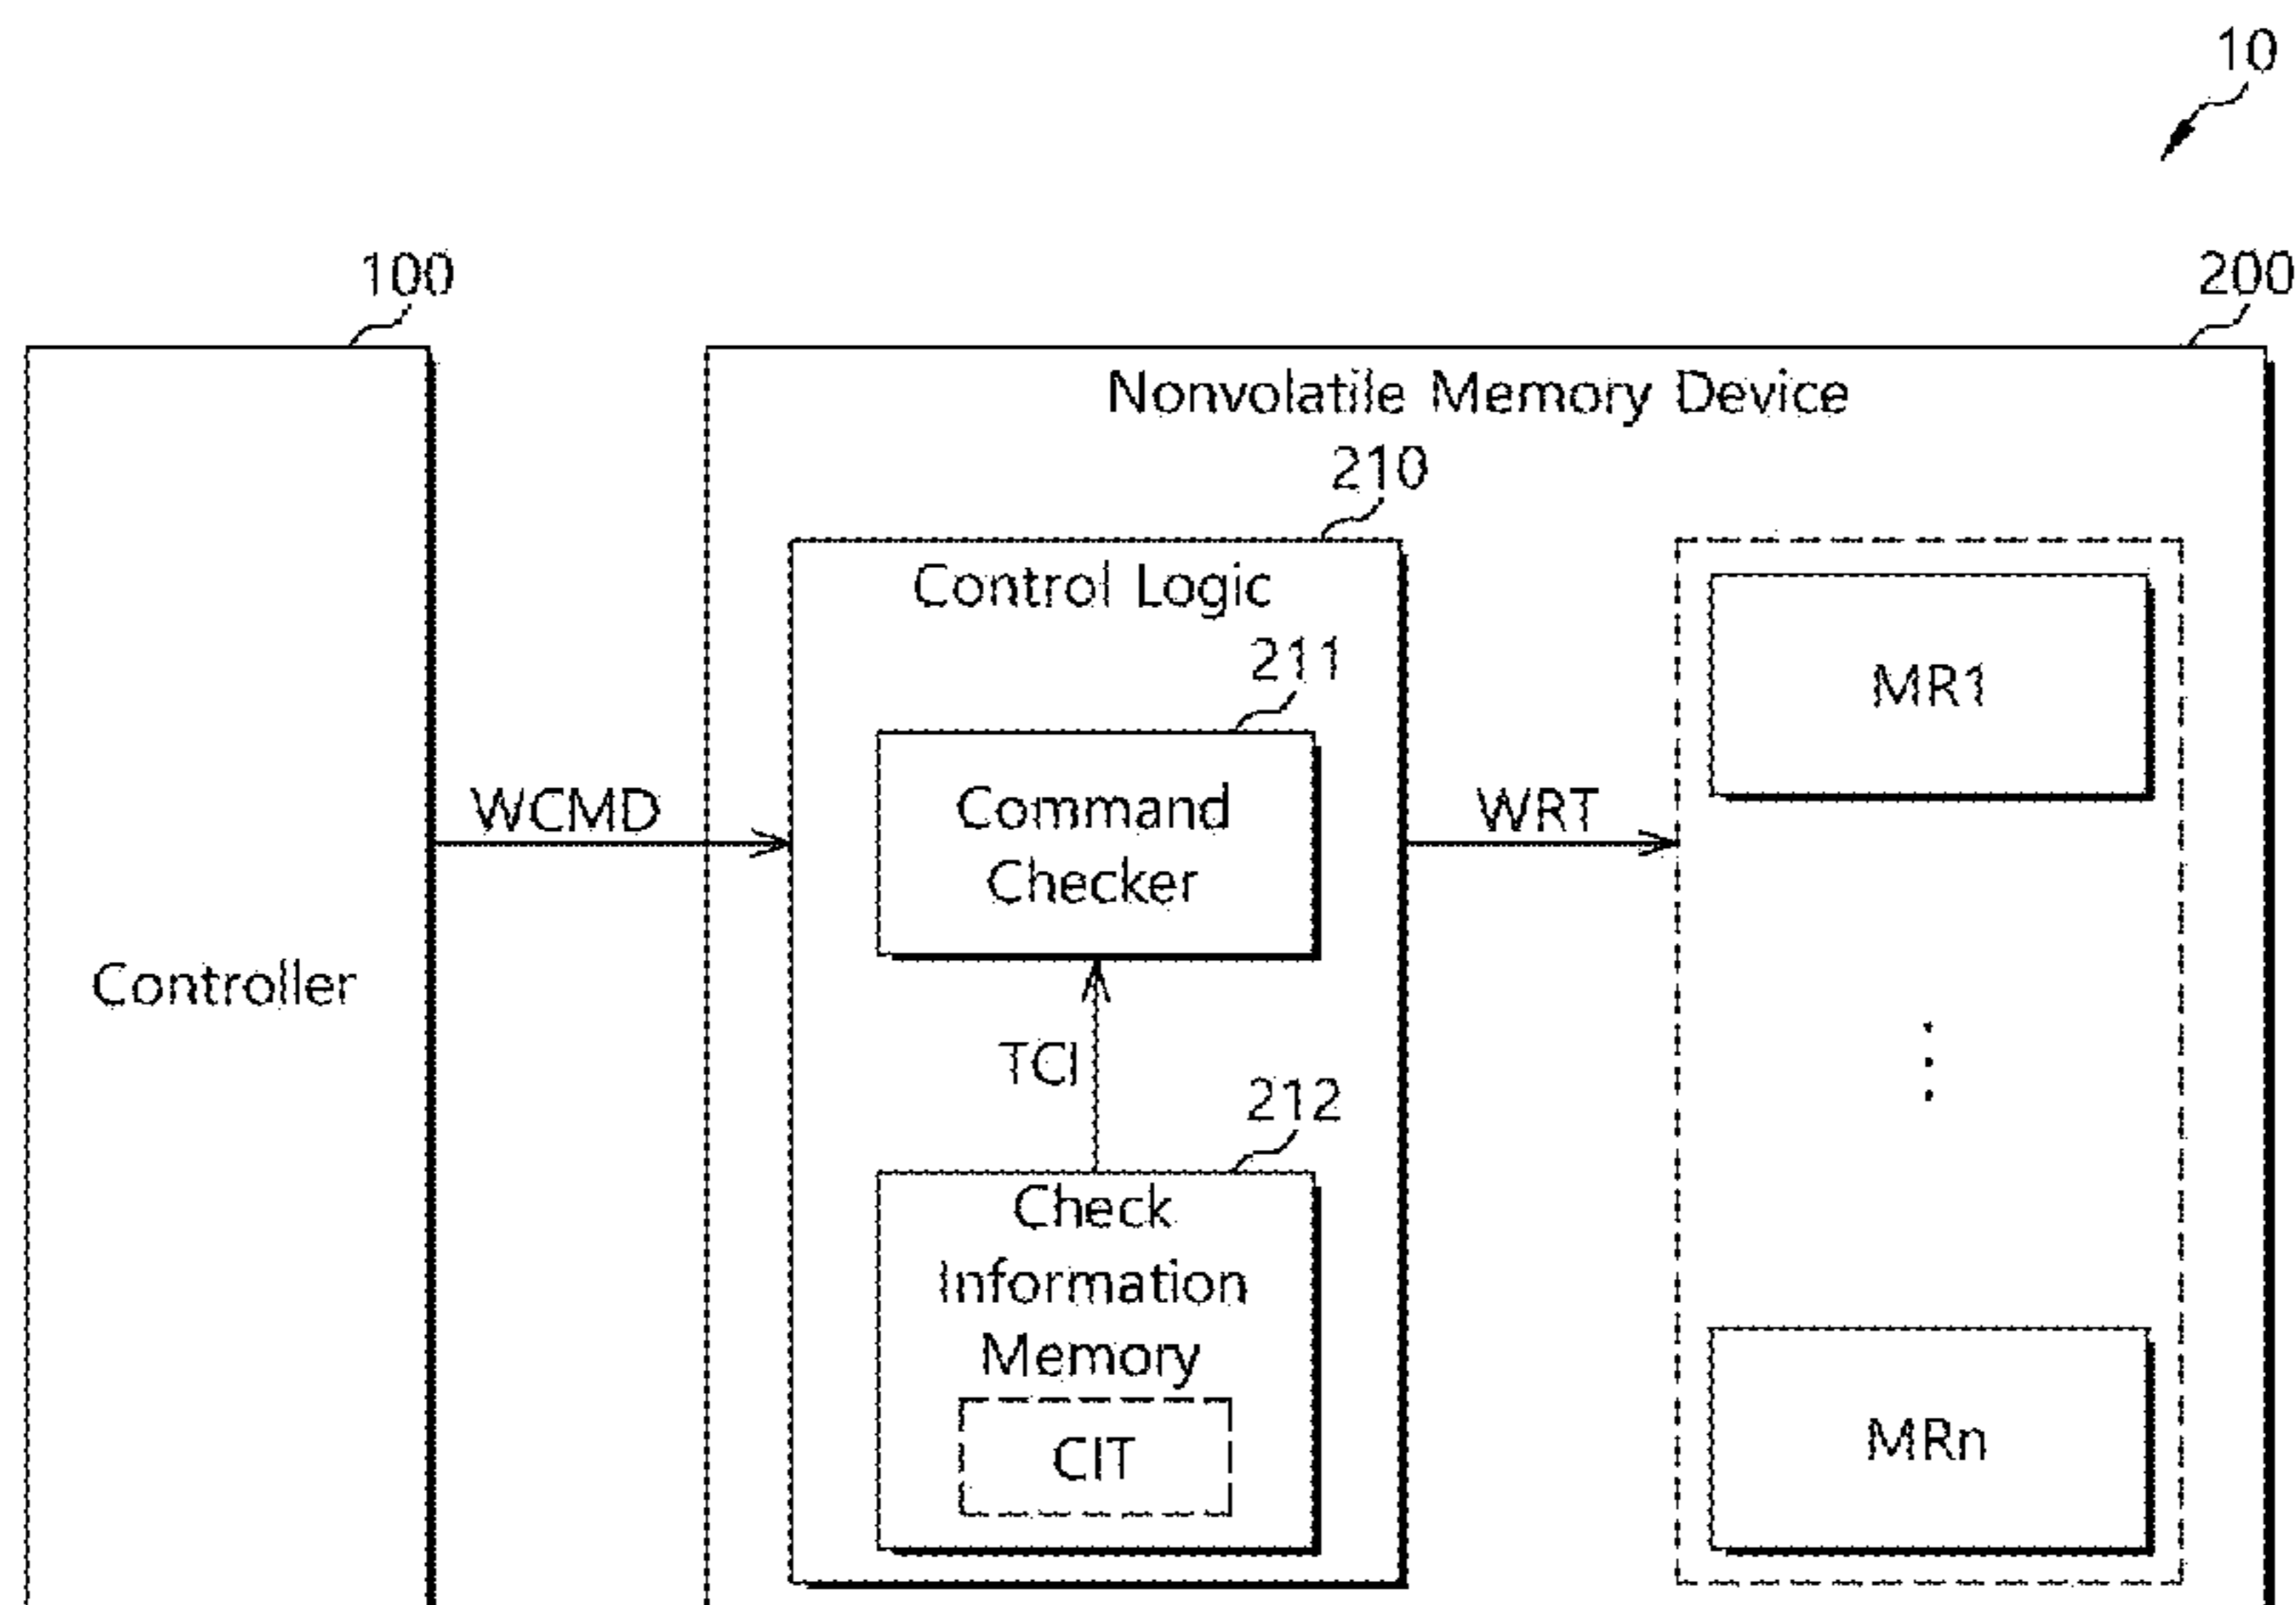 10
100
200
Nonvolatile Memory Device
210
Control Logic
211
MR1
WCMD
Command
Checker
WRT
Controller
TCI
212
Check
Information
Memory
CIT
MRn